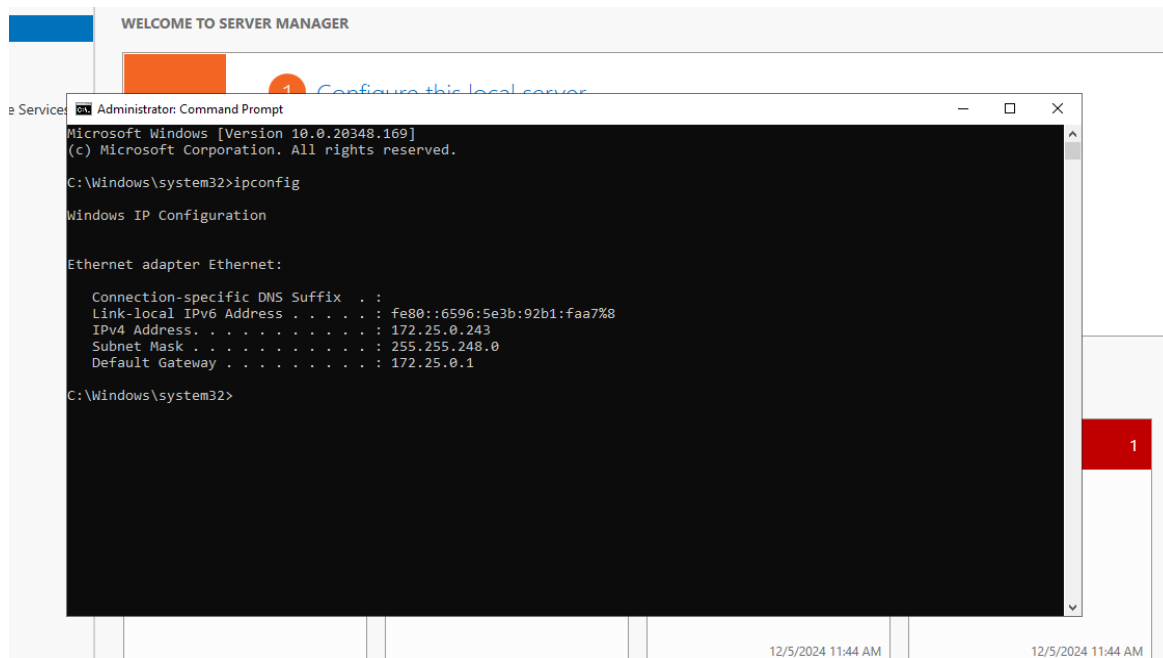 WELCOME TO SERVER MANAGER
1 Configure this local server
e Services
Administrator: Command Prompt
Microsoft Windows [Version 10.0.20348.169]
(c) Microsoft Corporation. All rights reserved.
C:\Windows\system32>ipconfig
Windows IP Configuration
Ethernet adapter Ethernet:
Connection-specific DNS Suffix . :
Link-local IPv6 Address . . . . . : fe80::6596:5e3b:92b1:faa7%8
IPv4 Address. . . . . . . . . . . : 172.25.0.243
Subnet Mask . . . . . . . . . . . : 255.255.248.0
Default Gateway . . . . . . . . . : 172.25.0.1
C:\Windows\system32>
1
12/5/2024 11:44 AM
12/5/2024 11:44 AM